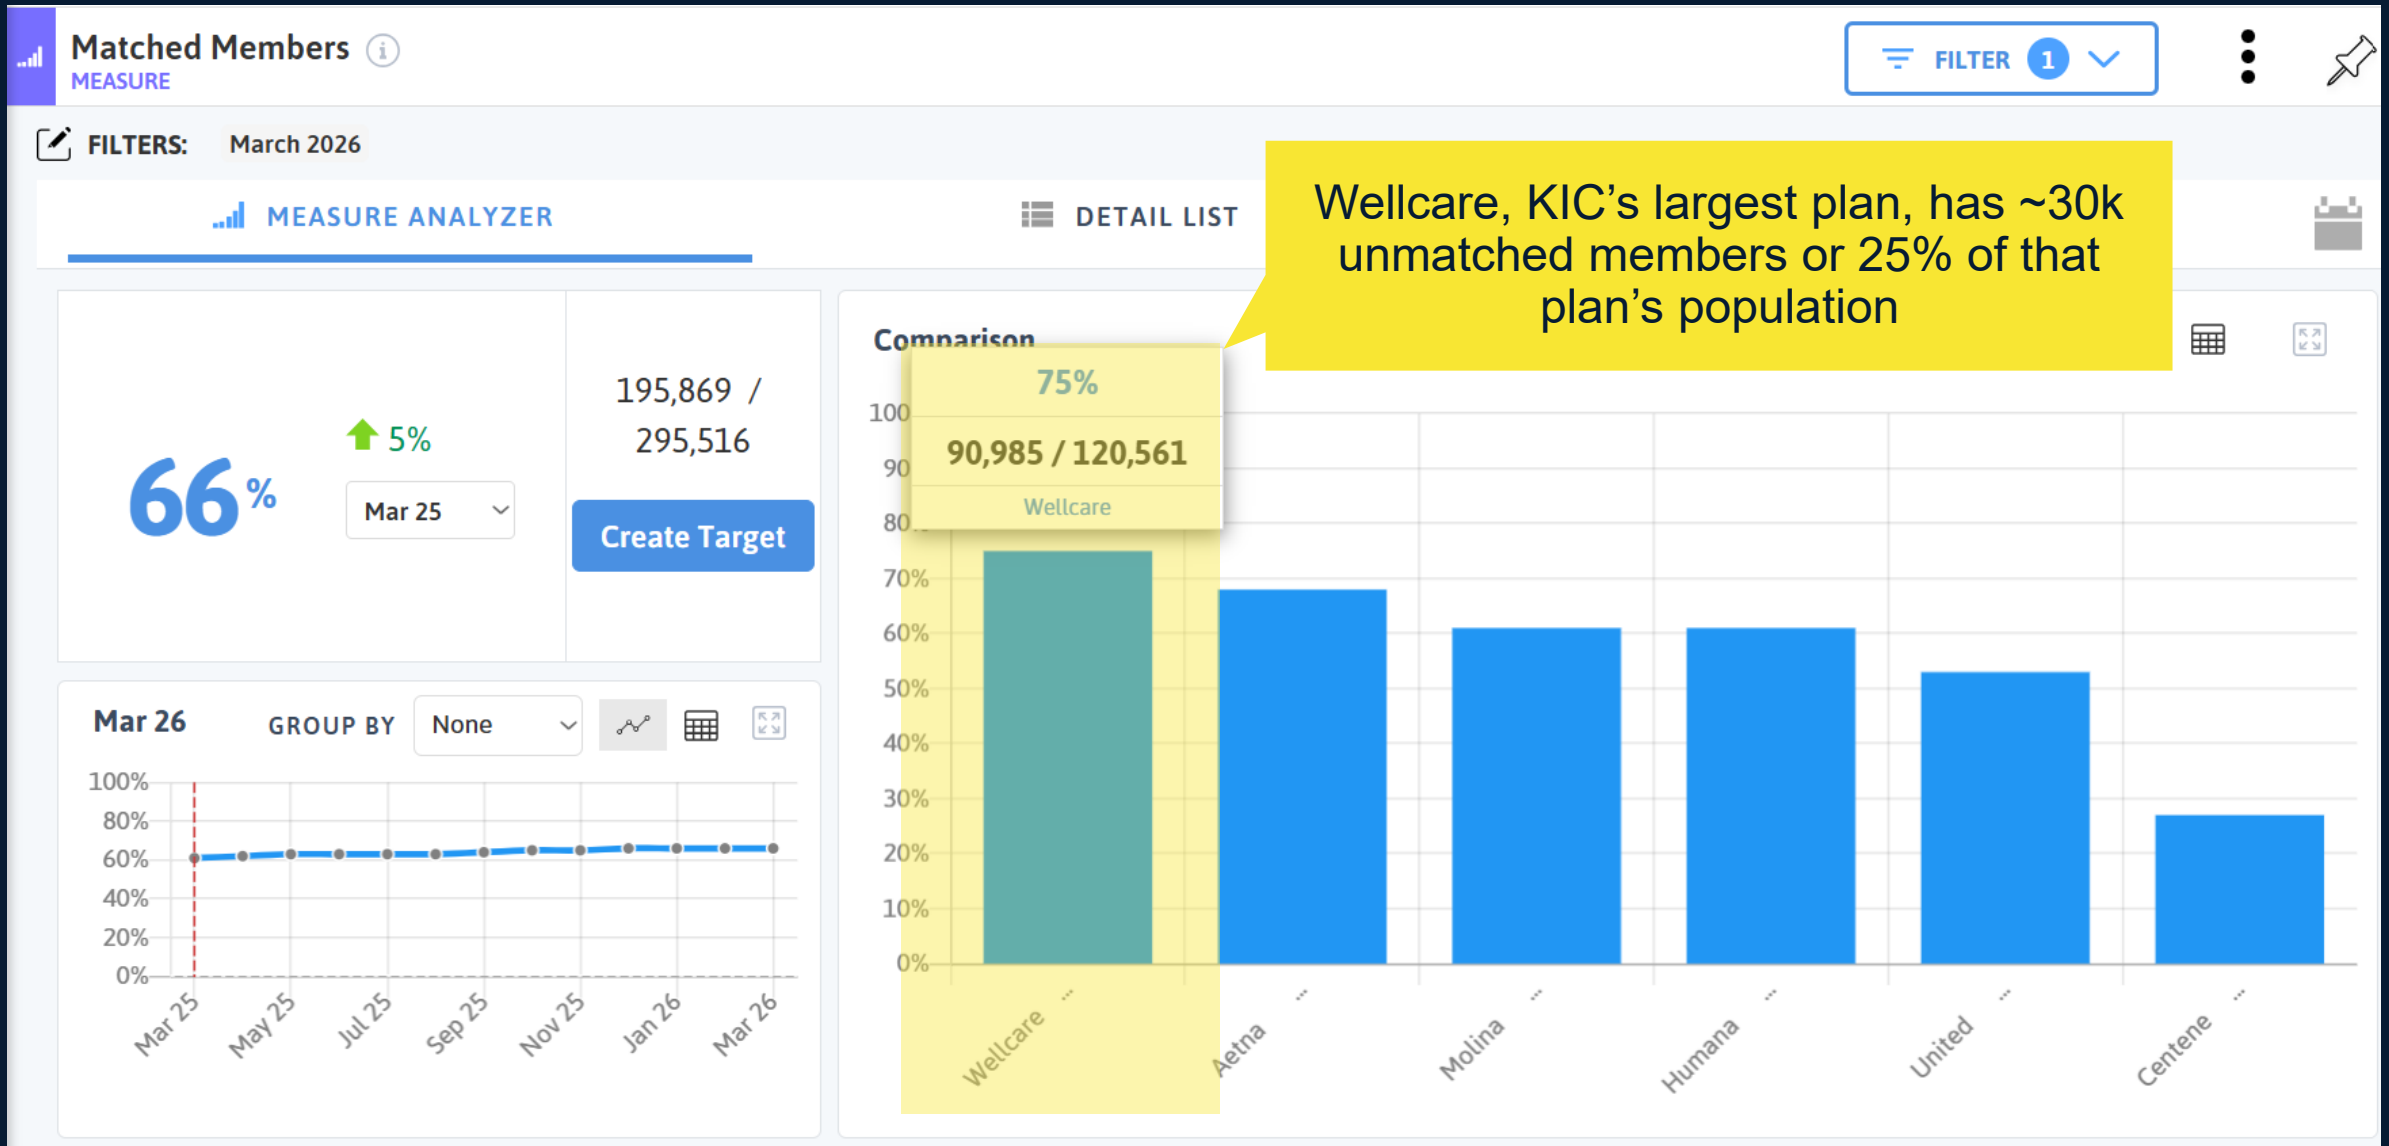 Matched Members
MEASURE
FILTER 1
FILTERS: March 2026
MEASURE ANALYZER
DETAIL LIST
Wellcare, KIC’s largest plan, has ~30k
unmatched members or 25% of that
plan’s population
66%
5%
Mar 25
195,869 /
295,516
Create Target
Mar 26
GROUP BY
None
100%
80%
60%
40%
20%
0%
Mar 25
May 25
Jul 25
Sep 25
Nov 25
Jan 26
Mar 26
Comparison
75%
90,985 / 120,561
Wellcare
100
90
80
70%
60%
50%
40%
30%
20%
10%
0%
Wellcare ...
Aetna ...
Molina ...
Humana ...
United ...
Centene ...